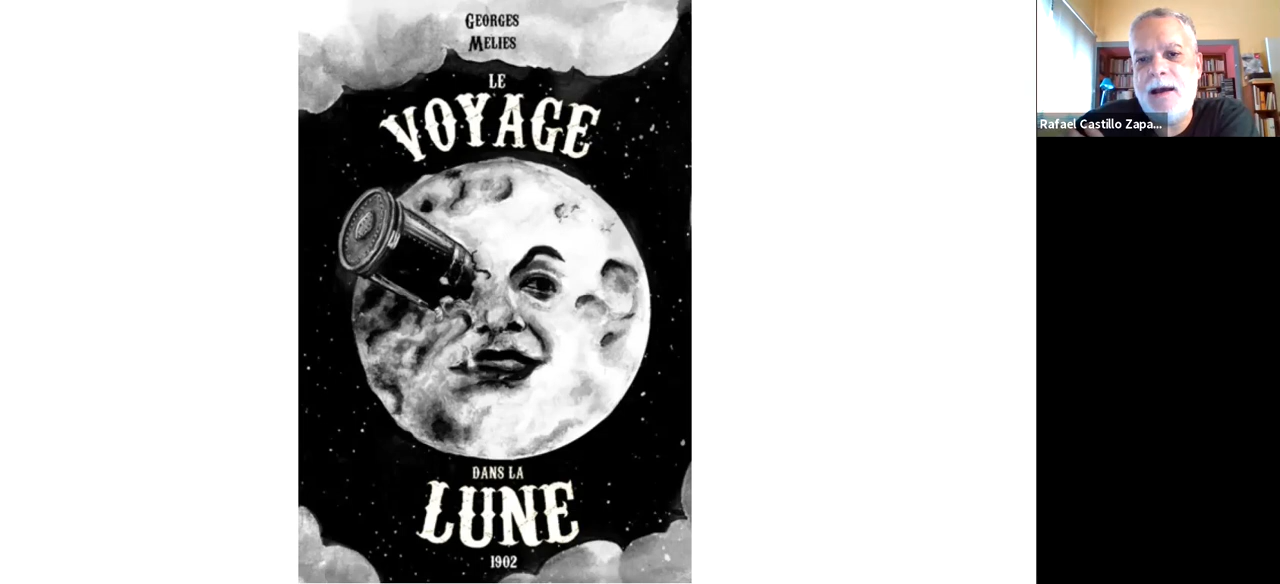 GEORGES
MELIES
LE
VOYAGE
DANS LA
LUNE
1902
Rafael Castillo Zapa...